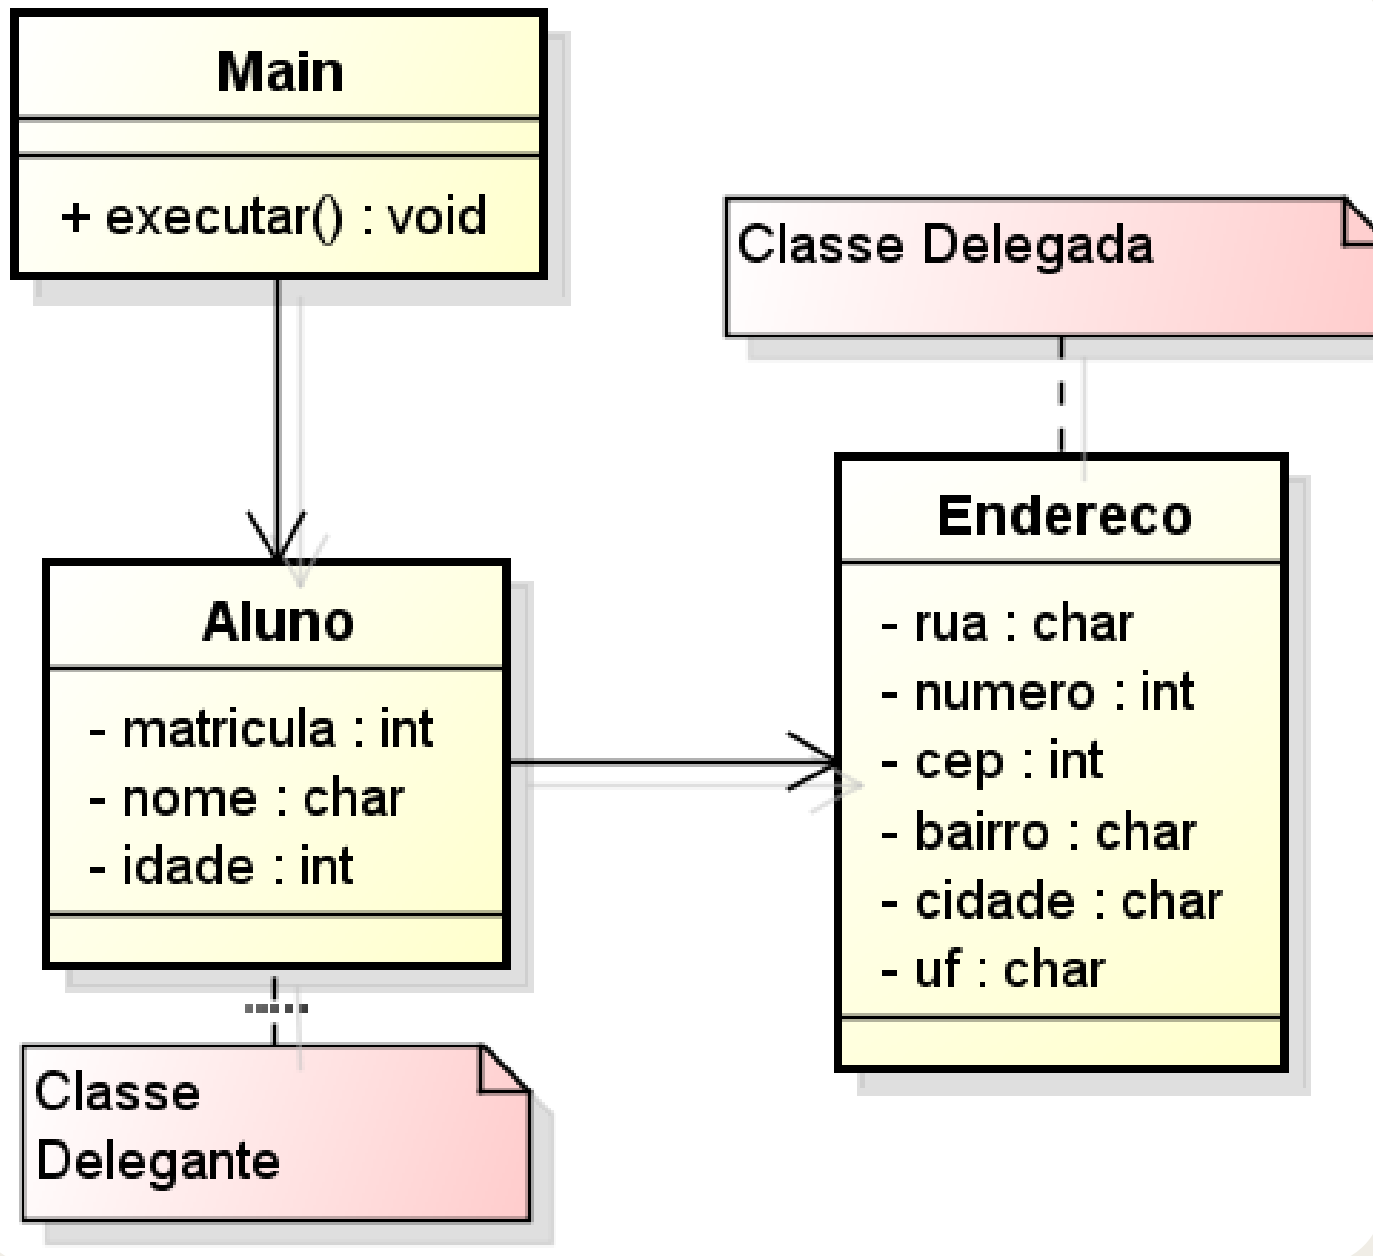 Main
+ executar() : void
Classe Delegada
Endereco
- rua : char
- numero : int
- cep : int
- bairro : char
- cidade : char
- uf : char
Aluno
- matricula : int
- nome : char
- idade : int
Classe
Delegante